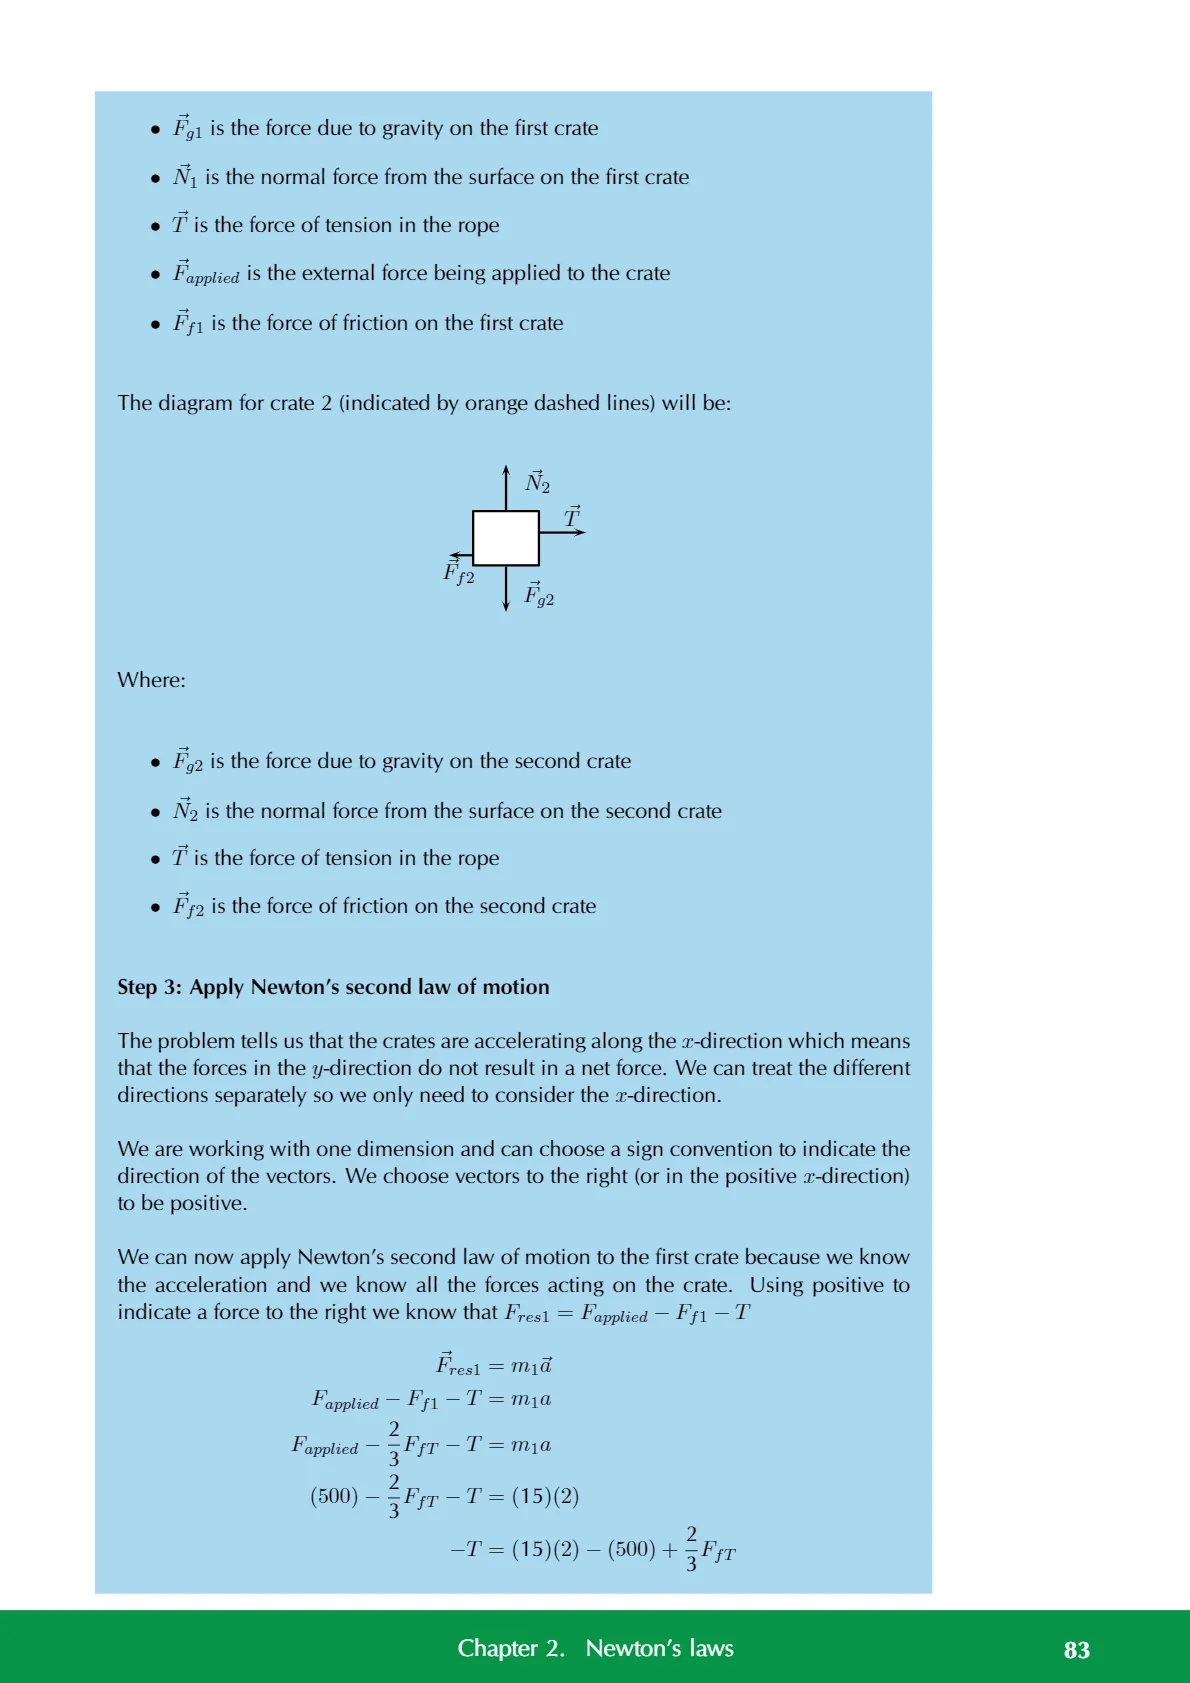 • $\vec{F}_{g1}$ is the force due to gravity on the first crate
• $\vec{N}_1$ is the normal force from the surface on the first crate
• $\vec{T}$ is the force of tension in the rope
• $\vec{F}_{applied}$ is the external force being applied to the crate
• $\vec{F}_{f1}$ is the force of friction on the first crate
The diagram for crate 2 (indicated by orange dashed lines) will be:
$\vec{N}_2$
$\vec{T}$
$\vec{F}_{f2}$
$\vec{F}_{g2}$
Where:
• $\vec{F}_{g2}$ is the force due to gravity on the second crate
• $\vec{N}_2$ is the normal force from the surface on the second crate
• $\vec{T}$ is the force of tension in the rope
• $\vec{F}_{f2}$ is the force of friction on the second crate
Step 3: Apply Newton’s second law of motion
The problem tells us that the crates are accelerating along the $x$-direction which means
that the forces in the $y$-direction do not result in a net force. We can treat the different
directions separately so we only need to consider the $x$-direction.
We are working with one dimension and can choose a sign convention to indicate the
direction of the vectors. We choose vectors to the right (or in the positive $x$-direction)
to be positive.
We can now apply Newton’s second law of motion to the first crate because we know
the acceleration and we know all the forces acting on the crate. Using positive to
indicate a force to the right we know that $F_{res1} = F_{applied} - F_{f1} - T$
$\vec{F}_{res1} = m_1\vec{a}$
$F_{applied} - F_{f1} - T = m_1a$
$F_{applied} - \frac{2}{3}F_{fT} - T = m_1a$
$(500) - \frac{2}{3}F_{fT} - T = (15)(2)$
$-T = (15)(2) - (500) + \frac{2}{3}F_{fT}$
Chapter 2. Newton’s laws
83